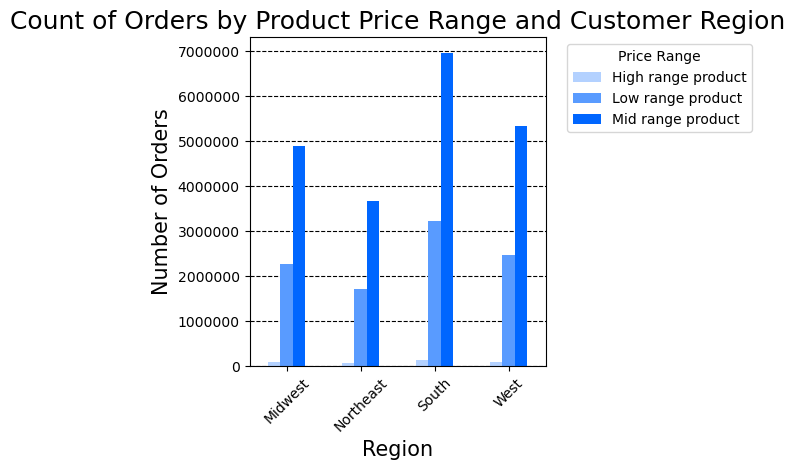 Count of Orders by Product Price Range and Customer Region
Price Range
High range product
Low range product
Mid range product
Number of Orders
7000000
6000000
5000000
4000000
3000000
2000000
1000000
0
Midwest
Northeast
South
West
Region